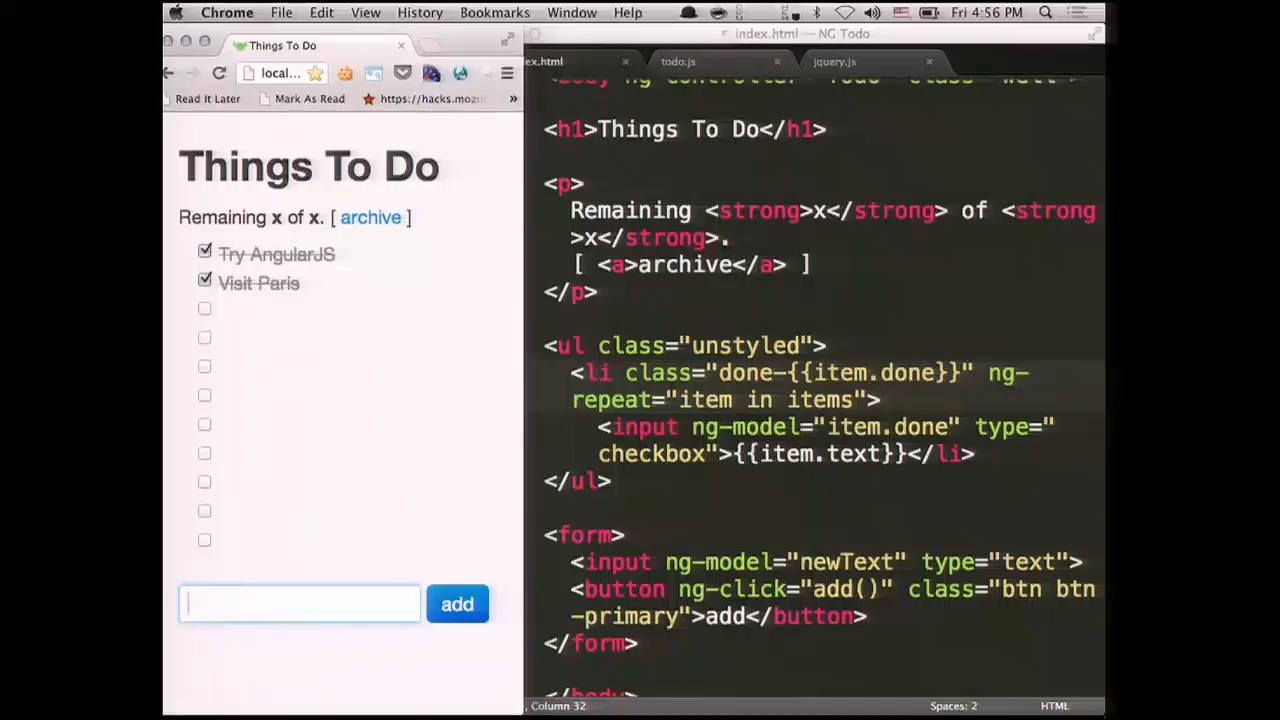 Chrome File Edit View History Bookmarks Window Help Fri 4:56 PM
Things To Do
index.html — NG Todo
ex.html todo.js jquery.js
local...
Read It Later Mark As Read https://hacks.moz »
Things To Do
Remaining x of x. [ archive ]
Try AngularJS
Visit Paris
add
<h1>Things To Do</h1>
<p>
Remaining <strong>x</strong> of <strong
>x</strong>.
[ <a>archive</a> ]
</p>
<ul class="unstyled">
<li class="done-{{item.done}}" ng-
repeat="item in items">
<input ng-model="item.done" type="
checkbox">{{item.text}}</li>
</ul>
<form>
<input ng-model="newText" type="text">
<button ng-click="add()" class="btn btn
-primary">add</button>
</form>
</body>
, Column 32 Spaces: 2 HTML